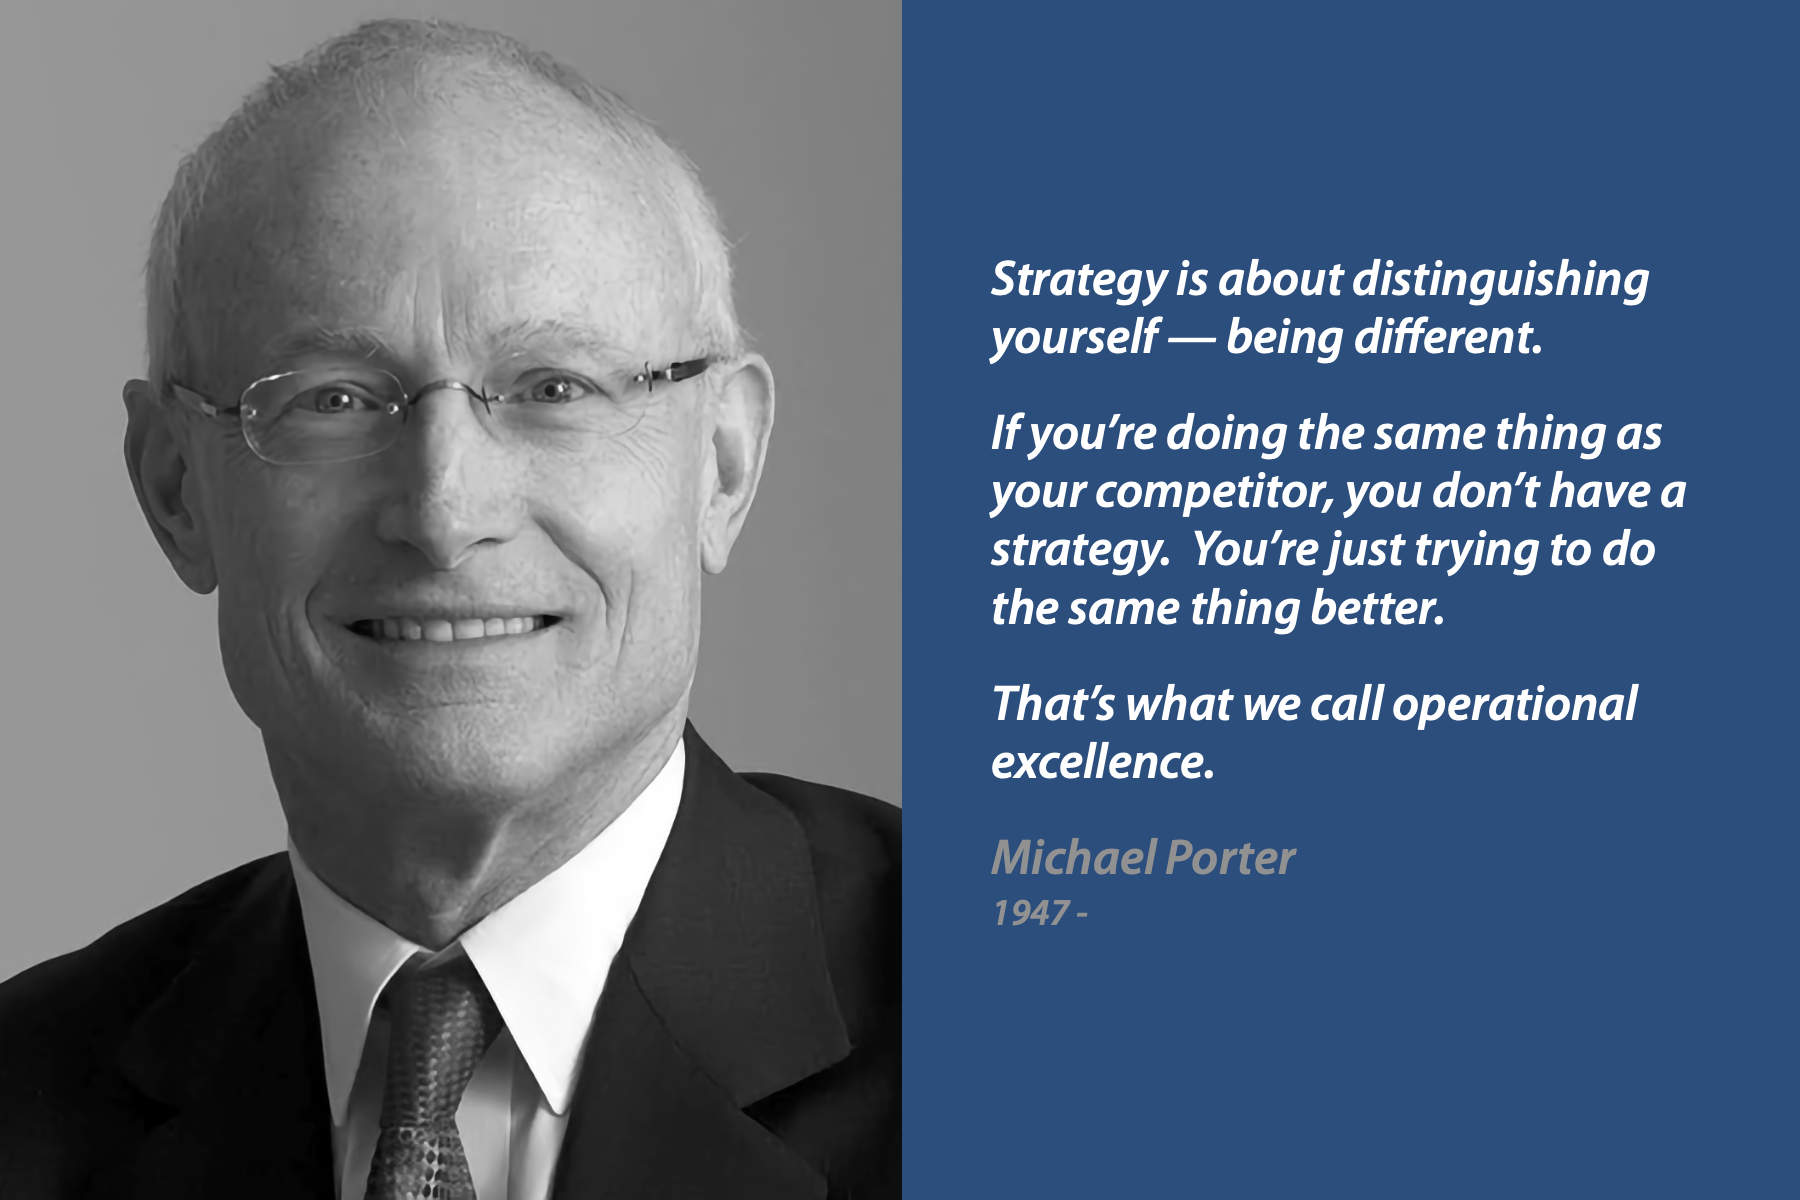 Strategy is about distinguishing
yourself — being different.
If you’re doing the same thing as
your competitor, you don’t have a
strategy.  You’re just trying to do
the same thing better.
That’s what we call operational
excellence.
Michael Porter
1947 -